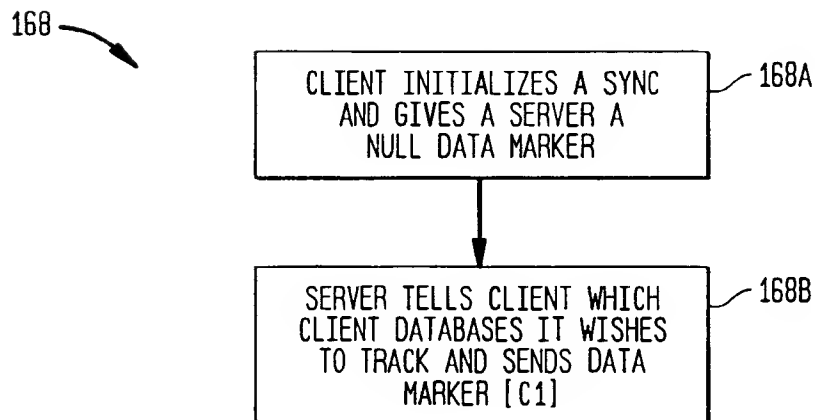 168
CLIENT INITIALIZES A SYNC
AND GIVES A SERVER A
NULL DATA MARKER
168A
SERVER TELLS CLIENT WHICH
CLIENT DATABASES IT WISHES
TO TRACK AND SENDS DATA
MARKER [C1]
168B